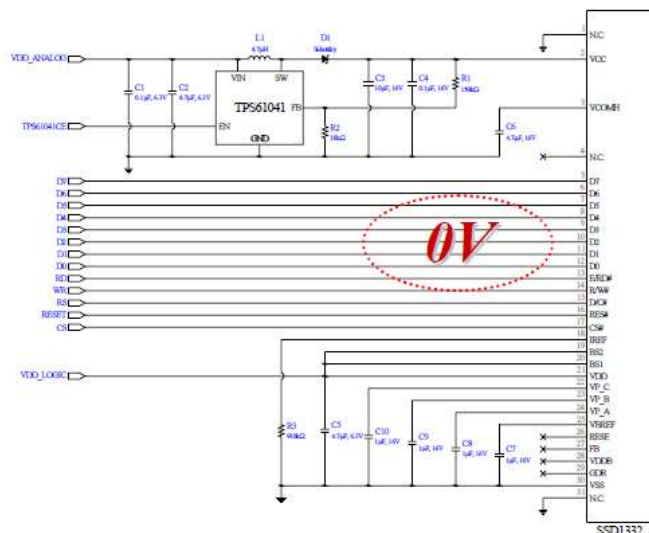 1
N.C.
L1
4.7µH
D1
Schottky
VDD_ANALOG
2
VCC
VIN
SW
C1
0.1µF, 6.3V
C2
4.7µF, 6.3V
TPS61041
FB
C3
10µF, 16V
C4
0.1µF, 16V
R1
150kΩ
3
VCOMH
TPS61041CE
EN
GND
R2
18kΩ
C6
4.7µF, 16V
4
N.C.
D7
5
D7
D6
6
D6
D5
7
D5
D4
8
D4
D3
9
D3
D2
10
D2
D1
11
D1
D0
12
D0
RD
13
E/RD#
WR
14
R/W#
RS
15
D/C#
RESET
16
RES#
CS
17
CS#
0V
18
IREF
19
BS2
20
BS1
VDD_LOGIC
21
VDD
22
VP_C
23
VP_B
24
VP_A
25
VBREF
26
RESE
27
FB
28
VDDB
29
GDR
30
VSS
31
N.C.
R3
910kΩ
C5
4.7µF, 6.3V
C10
1µF, 16V
C9
1µF, 16V
C8
1µF, 16V
C7
1µF, 16V
SSD1332